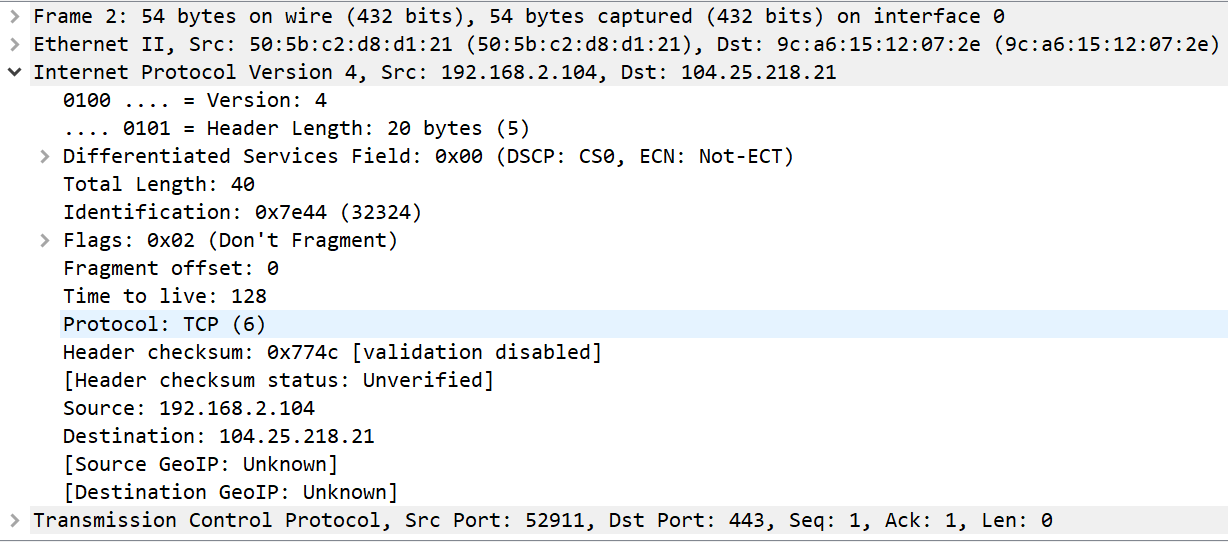 Frame 2: 54 bytes on wire (432 bits), 54 bytes captured (432 bits) on interface 0
Ethernet II, Src: 50:5b:c2:d8:d1:21 (50:5b:c2:d8:d1:21), Dst: 9c:a6:15:12:07:2e (9c:a6:15:12:07:2e)
Internet Protocol Version 4, Src: 192.168.2.104, Dst: 104.25.218.21
0100 .... = Version: 4
.... 0101 = Header Length: 20 bytes (5)
Differentiated Services Field: 0x00 (DSCP: CS0, ECN: Not-ECT)
Total Length: 40
Identification: 0x7e44 (32324)
Flags: 0x02 (Don't Fragment)
Fragment offset: 0
Time to live: 128
Protocol: TCP (6)
Header checksum: 0x774c [validation disabled]
[Header checksum status: Unverified]
Source: 192.168.2.104
Destination: 104.25.218.21
[Source GeoIP: Unknown]
[Destination GeoIP: Unknown]
Transmission Control Protocol, Src Port: 52911, Dst Port: 443, Seq: 1, Ack: 1, Len: 0